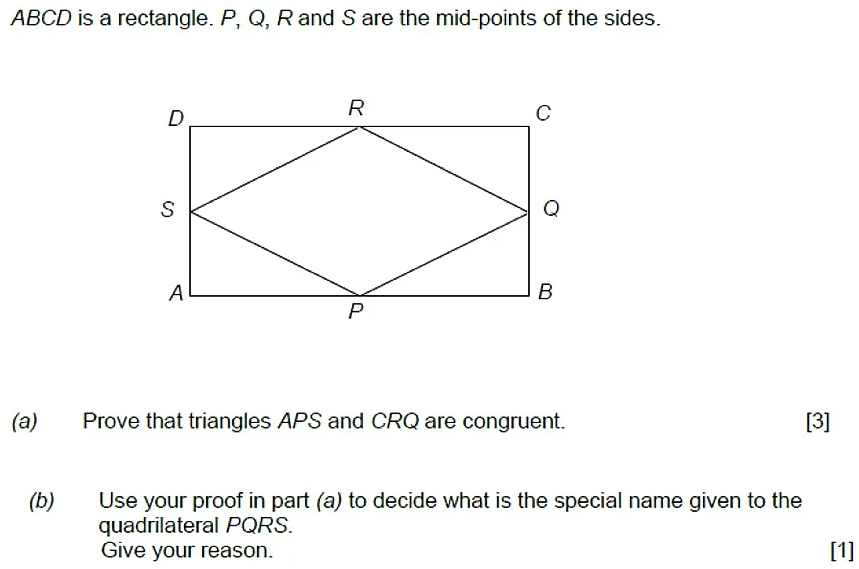 ABCD is a rectangle. P, Q, R and S are the mid-points of the sides.
D R C
S Q
A P B
(a) Prove that triangles APS and CRQ are congruent. [3]
(b) Use your proof in part (a) to decide what is the special name given to the
quadrilateral PQRS.
Give your reason. [1]